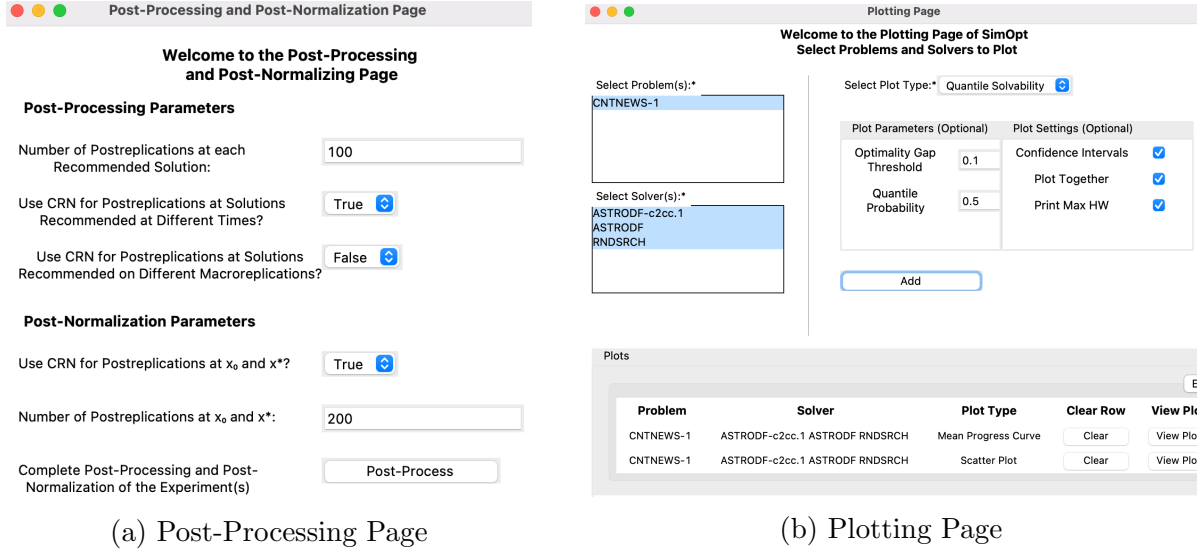 Post-Processing and Post-Normalization Page
Welcome to the Post-Processing
and Post-Normalizing Page
Post-Processing Parameters
Number of Postreplications at each
Recommended Solution:
100
Use CRN for Postreplications at Solutions
Recommended at Different Times?
True
Use CRN for Postreplications at Solutions
Recommended on Different Macroreplications?
False
Post-Normalization Parameters
Use CRN for Postreplications at x₀ and x*?
True
Number of Postreplications at x₀ and x*:
200
Complete Post-Processing and Post-
Normalization of the Experiment(s)
Post-Process
(a) Post-Processing Page
Plotting Page
Welcome to the Plotting Page of SimOpt
Select Problems and Solvers to Plot
Select Problem(s):*
CNTNEWS-1
Select Solver(s):*
ASTRODF-c2cc.1
ASTRODF
RNDSRCH
Select Plot Type:* Quantile Solvability
Plot Parameters (Optional)
Optimality Gap
Threshold
0.1
Quantile
Probability
0.5
Plot Settings (Optional)
Confidence Intervals
Plot Together
Print Max HW
Add
Plots
E
Problem Solver Plot Type Clear Row View Plo
CNTNEWS-1 ASTRODF-c2cc.1 ASTRODF RNDSRCH Mean Progress Curve Clear View Plo
CNTNEWS-1 ASTRODF-c2cc.1 ASTRODF RNDSRCH Scatter Plot Clear View Plo
(b) Plotting Page